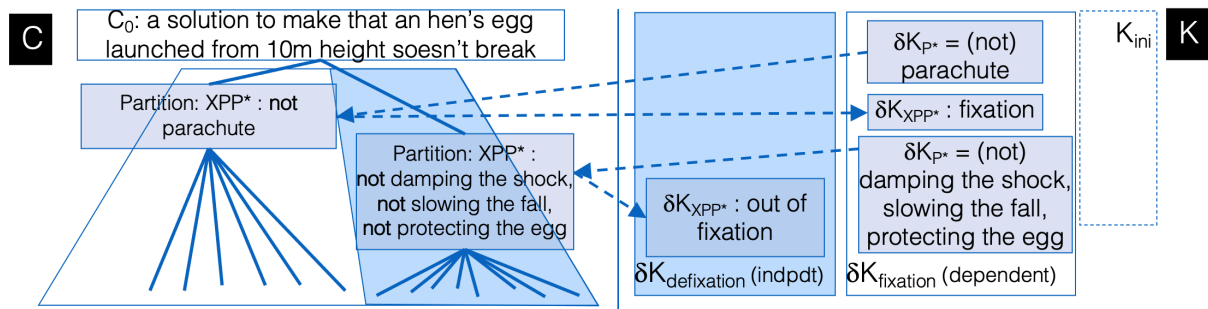 C
C₀: a solution to make that an hen's egg
launched from 10m height soesn't break
Partition: XPP* : not
parachute
Partition: XPP* :
not damping the shock,
not slowing the fall,
not protecting the egg
δKXPP* : out of
fixation
δKdefixation (indpdt)
δKP* = (not)
parachute
δKXPP* : fixation
δKP* = (not)
damping the shock,
slowing the fall,
protecting the egg
δKfixation (dependent)
Kini
K